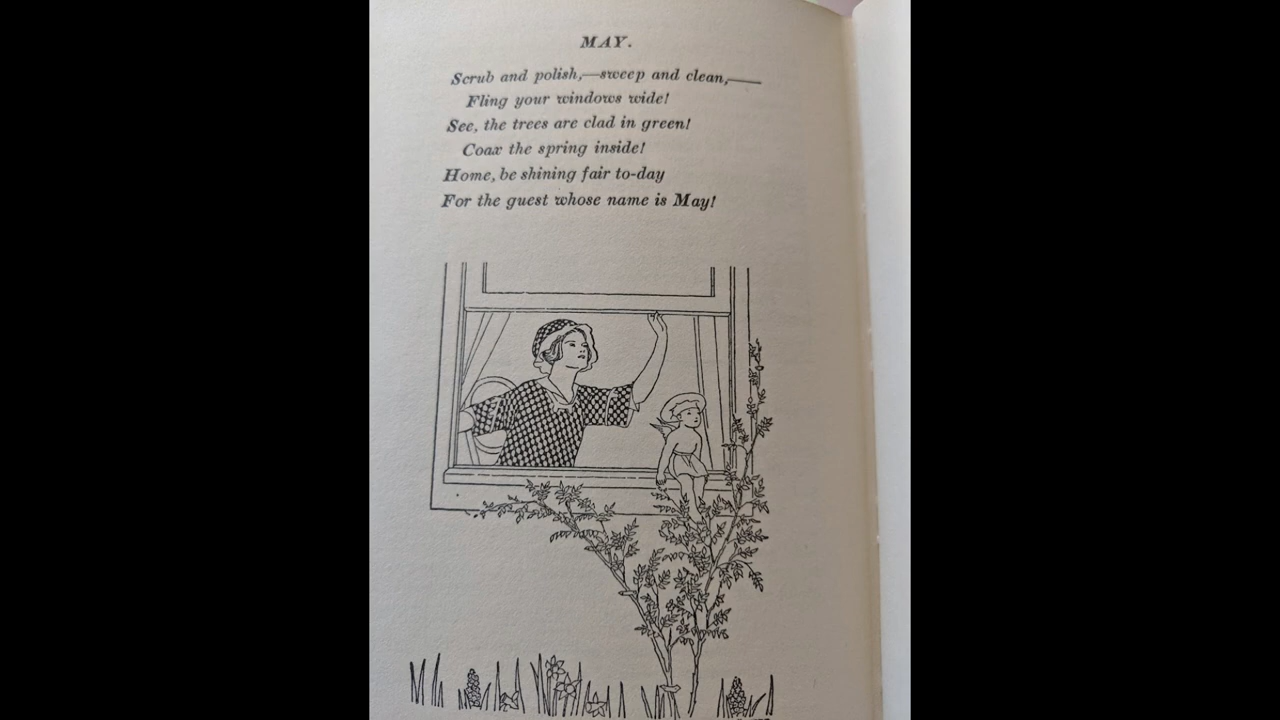 MAY.
Scrub and polish,—sweep and clean,——
Fling your windows wide!
See, the trees are clad in green!
Coax the spring inside!
Home, be shining fair to-day
For the guest whose name is May!